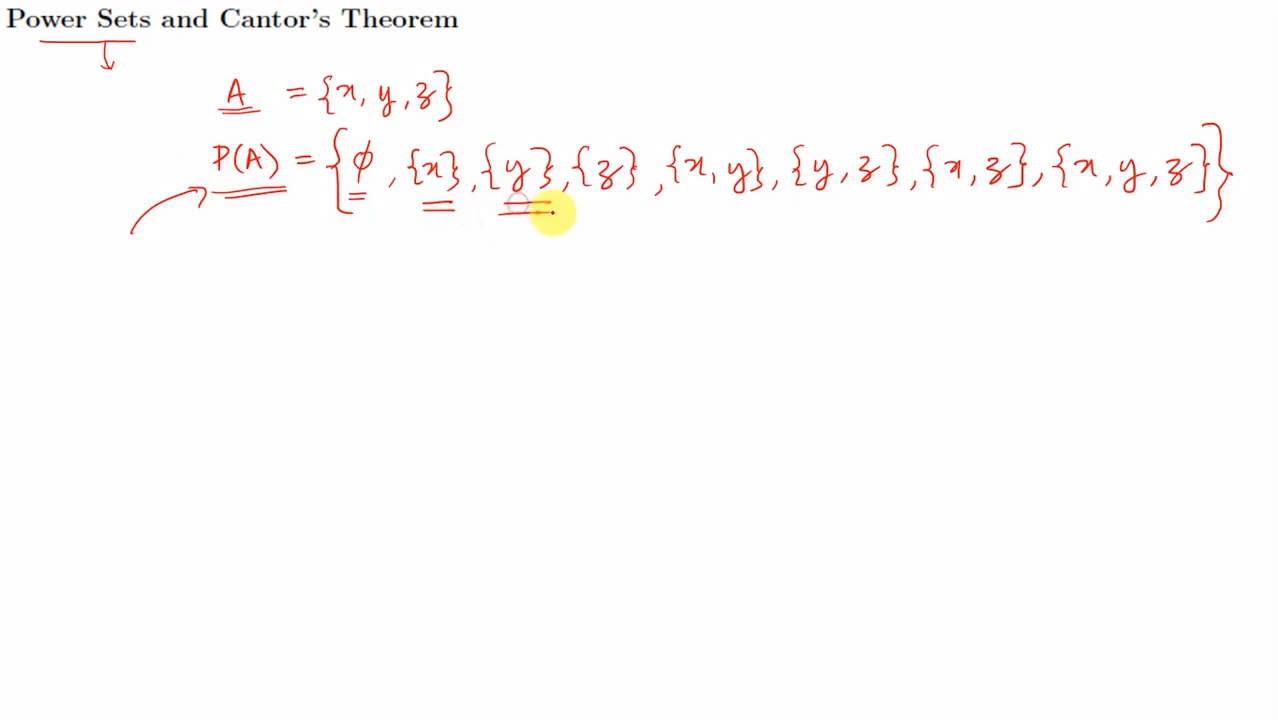 Power Sets and Cantor's Theorem
A = {x, y, z}
P(A) = {ϕ, {x}, {y}, {z}, {x, y}, {y, z}, {x, z}, {x, y, z}}